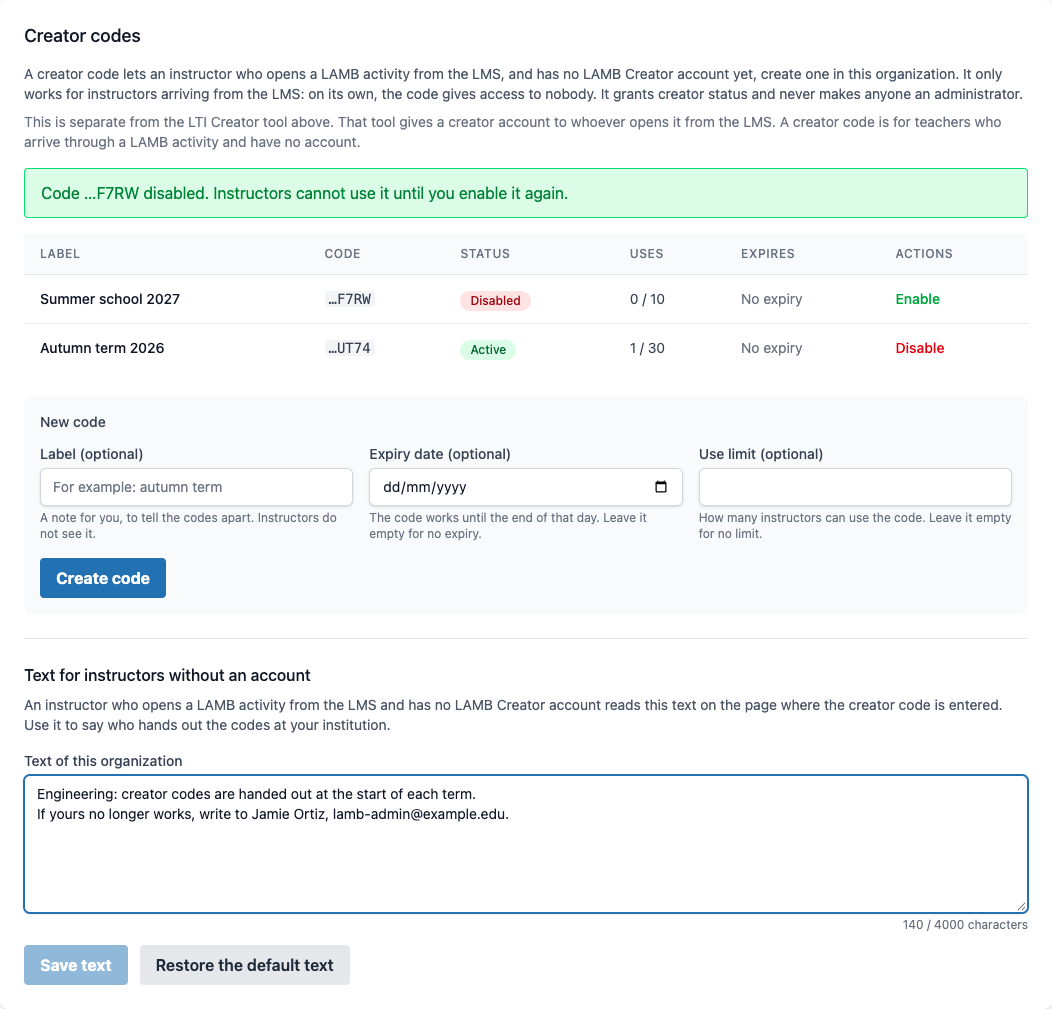 Creator codes
A creator code lets an instructor who opens a LAMB activity from the LMS, and has no LAMB Creator account yet, create one in this organization. It only
works for instructors arriving from the LMS: on its own, the code gives access to nobody. It grants creator status and never makes anyone an administrator.
This is separate from the LTI Creator tool above. That tool gives a creator account to whoever opens it from the LMS. A creator code is for teachers who
arrive through a LAMB activity and have no account.
Code …F7RW disabled. Instructors cannot use it until you enable it again.
LABEL CODE STATUS USES EXPIRES ACTIONS
Summer school 2027 …F7RW Disabled 0 / 10 No expiry Enable
Autumn term 2026 …UT74 Active 1 / 30 No expiry Disable
New code
Label (optional) Expiry date (optional) Use limit (optional)
For example: autumn term dd/mm/yyyy
A note for you, to tell the codes apart. Instructors do The code works until the end of that day. Leave it How many instructors can use the code. Leave it empty
not see it. empty for no expiry. for no limit.
Create code
Text for instructors without an account
An instructor who opens a LAMB activity from the LMS and has no LAMB Creator account reads this text on the page where the creator code is entered.
Use it to say who hands out the codes at your institution.
Text of this organization
Engineering: creator codes are handed out at the start of each term.
If yours no longer works, write to Jamie Ortiz, lamb-admin@example.edu.
140 / 4000 characters
Save text Restore the default text